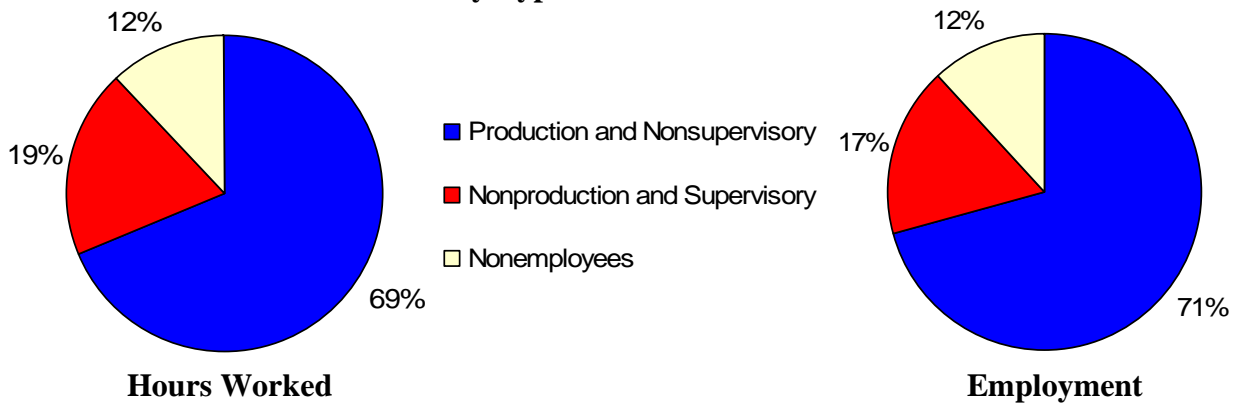 12%
19%
69%
Hours Worked
Production and Nonsupervisory
Nonproduction and Supervisory
Nonemployees
12%
17%
71%
Employment